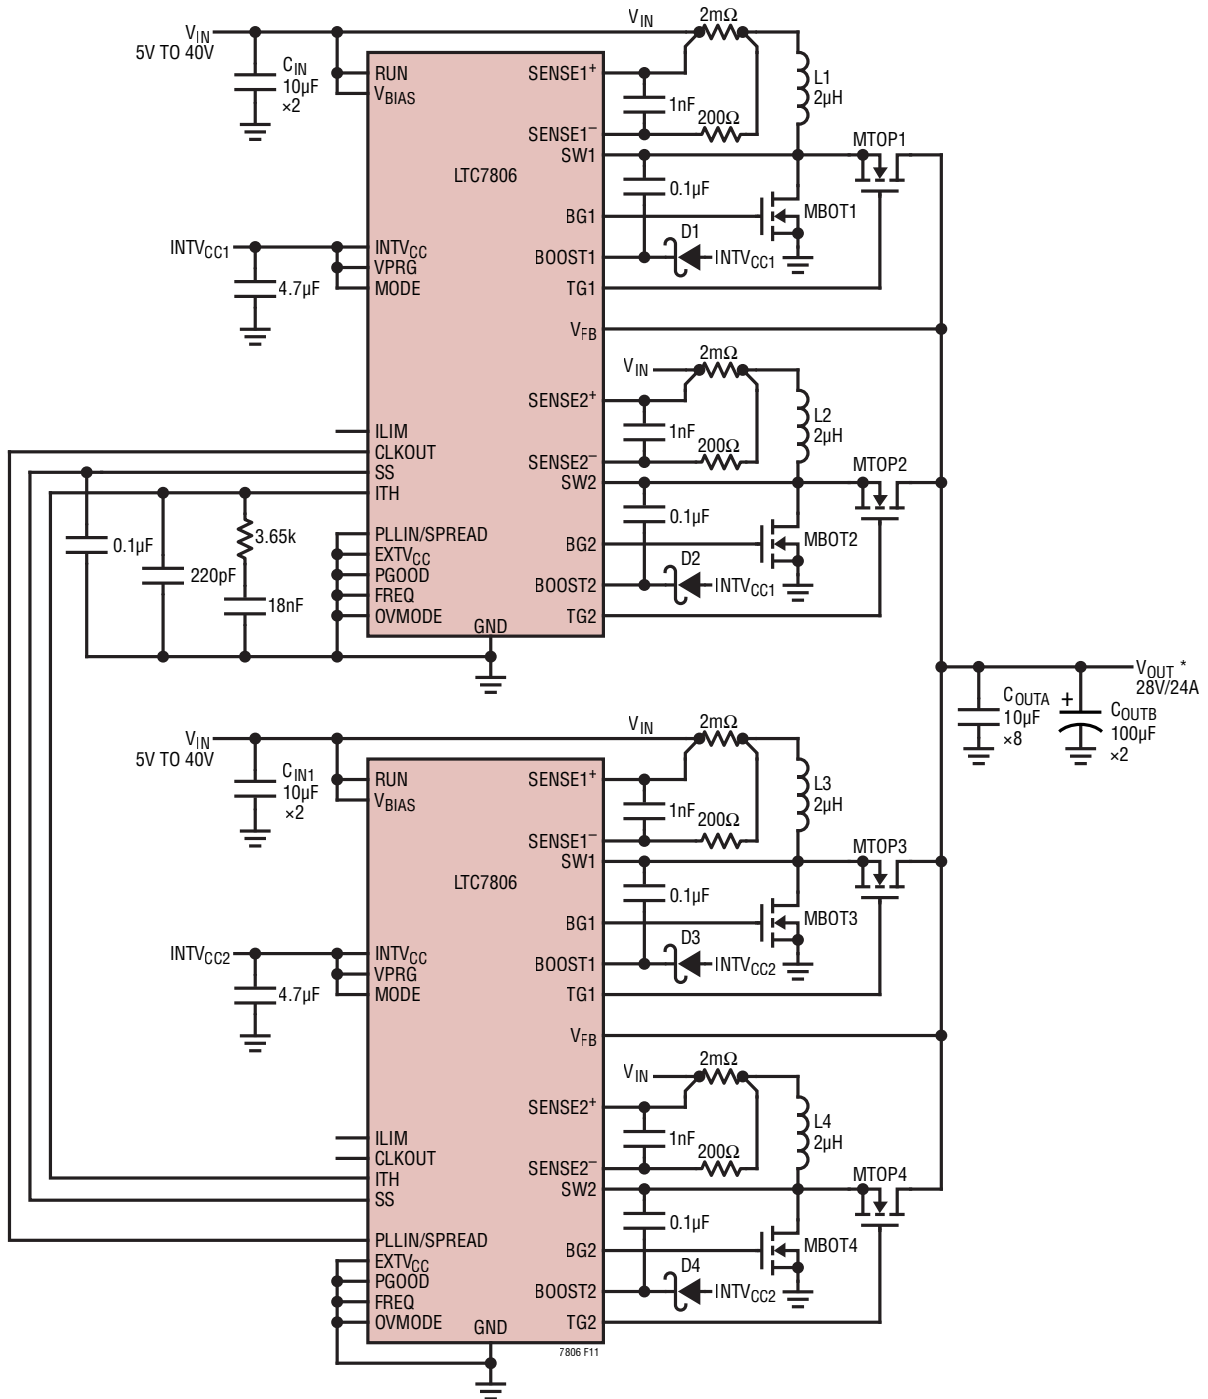 VIN
5V TO 40V
CIN
10µF
×2
VIN
2mΩ
RUN
VBIAS
SENSE1+
1nF
200Ω
SENSE1−
L1
2µH
SW1
MTOP1
LTC7806
0.1µF
BG1
MBOT1
D1
BOOST1
INTVCC1
TG1
INTVCC1
4.7µF
INTVCC
VPRG
MODE
VFB
VIN
2mΩ
SENSE2+
1nF
200Ω
SENSE2−
L2
2µH
SW2
MTOP2
0.1µF
BG2
MBOT2
D2
BOOST2
INTVCC1
TG2
ILIM
CLKOUT
SS
ITH
0.1µF
220pF
3.65k
18nF
PLLIN/SPREAD
EXTVCC
PGOOD
FREQ
OVMODE
GND
VOUT *
28V/24A
COUTA
10µF
×8
+
COUTB
100µF
×2
VIN
5V TO 40V
CIN1
10µF
×2
VIN
2mΩ
RUN
VBIAS
SENSE1+
1nF
200Ω
SENSE1−
L3
2µH
SW1
MTOP3
LTC7806
0.1µF
BG1
MBOT3
D3
BOOST1
INTVCC2
TG1
INTVCC2
4.7µF
INTVCC
VPRG
MODE
VFB
VIN
2mΩ
SENSE2+
1nF
200Ω
SENSE2−
L4
2µH
SW2
MTOP4
0.1µF
BG2
MBOT4
D4
BOOST2
INTVCC2
TG2
ILIM
CLKOUT
ITH
SS
PLLIN/SPREAD
EXTVCC
PGOOD
FREQ
OVMODE
GND
7806 F11